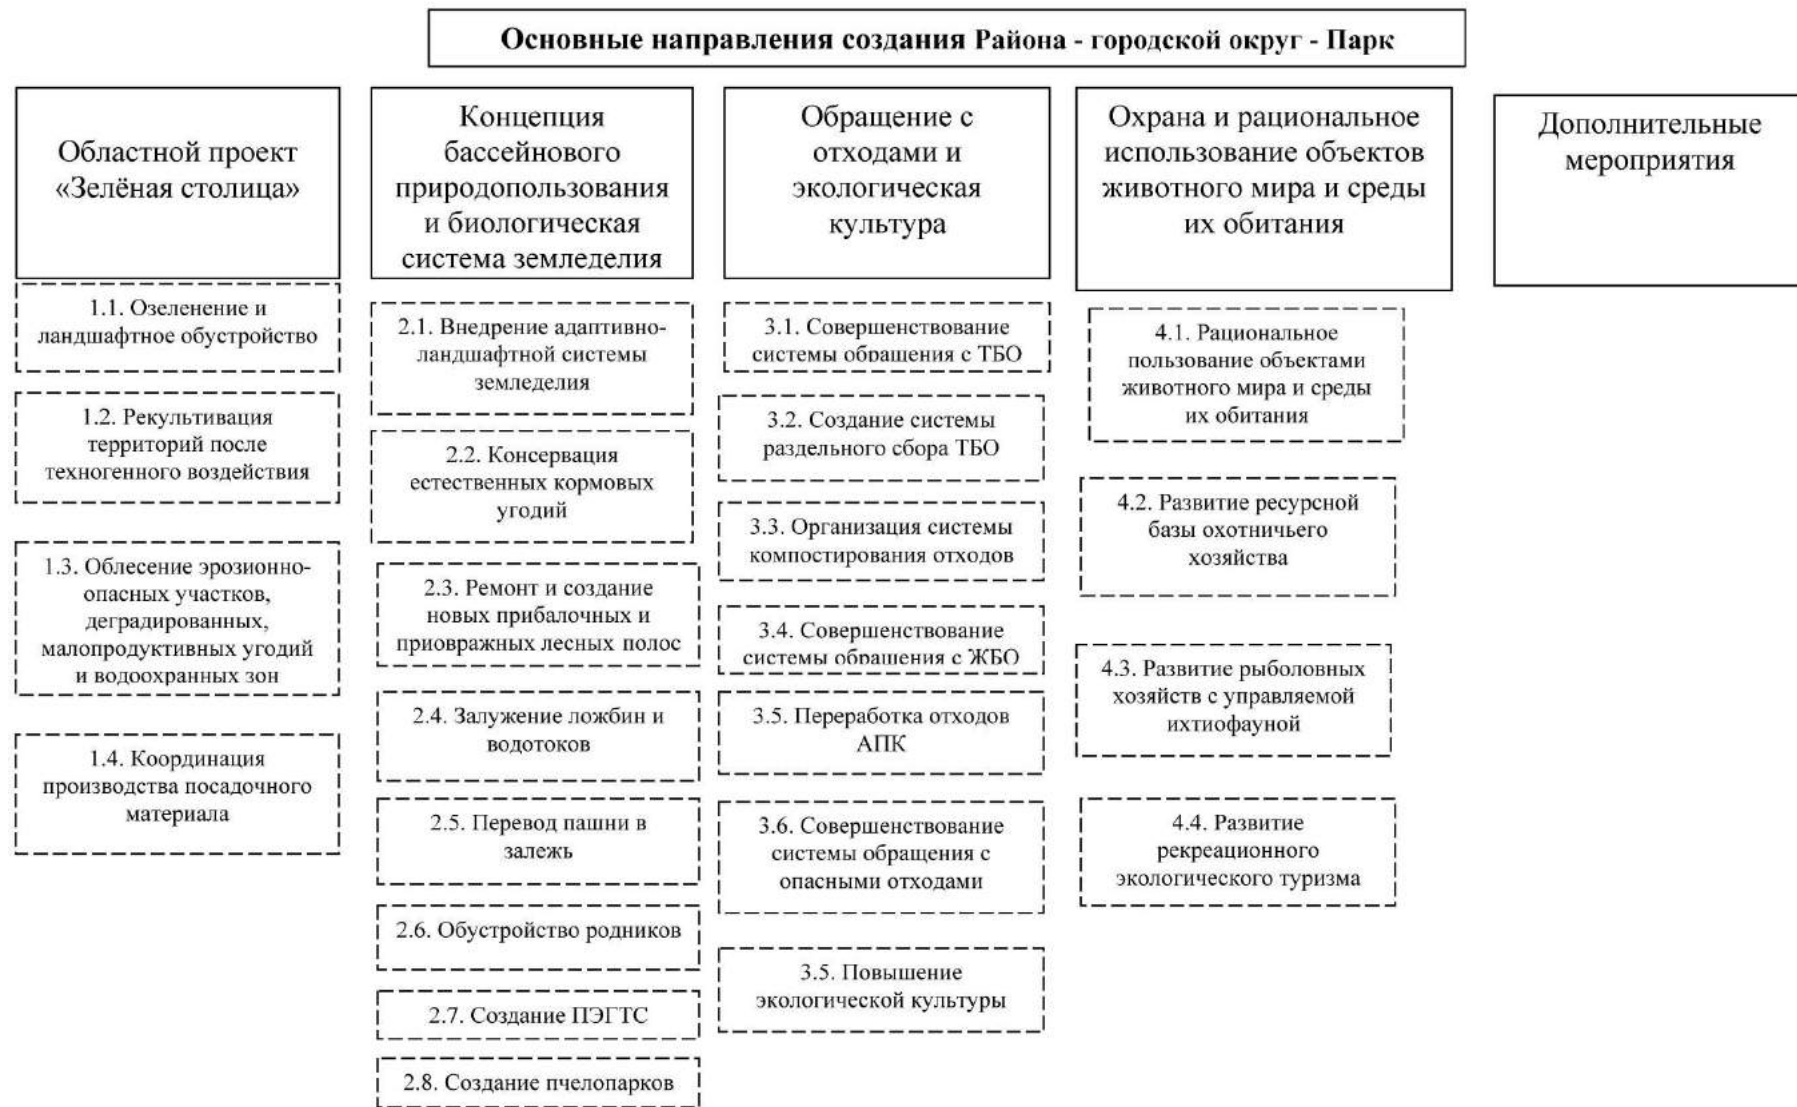 Основные направления создания Района - городской округ - Парк
Областной проект
«Зелёная столица»
1.1. Озеленение и
ландшафтное обустройство
1.2. Рекультивация
территорий после
техногенного воздействия
1.3. Облесение эрозионно-
опасных участков,
деградированных,
малопродуктивных угодий
и водоохранных зон
1.4. Координация
производства посадочного
материала
Концепция
бассейнового
природопользования
и биологическая
система земледелия
2.1. Внедрение адаптивно-
ландшафтной системы
земледелия
2.2. Консервация
естественных кормовых
угодий
2.3. Ремонт и создание
новых прибалочных и
приовражных лесных полос
2.4. Залужение ложбин и
водотоков
2.5. Перевод пашни в
залежь
2.6. Обустройство родников
2.7. Создание ПЭГТС
2.8. Создание пчелопарков
Обращение с
отходами и
экологическая
культура
3.1. Совершенствование
системы обращения с ТБО
3.2. Создание системы
раздельного сбора ТБО
3.3. Организация системы
компостирования отходов
3.4. Совершенствование
системы обращения с ЖБО
3.5. Переработка отходов
АПК
3.6. Совершенствование
системы обращения с
опасными отходами
3.5. Повышение
экологической культуры
Охрана и рациональное
использование объектов
животного мира и среды
их обитания
4.1. Рациональное
пользование объектами
животного мира и среды
их обитания
4.2. Развитие ресурсной
базы охотничьего
хозяйства
4.3. Развитие рыболовных
хозяйств с управляемой
ихтиофауной
4.4. Развитие
рекреационного
экологического туризма
Дополнительные
мероприятия